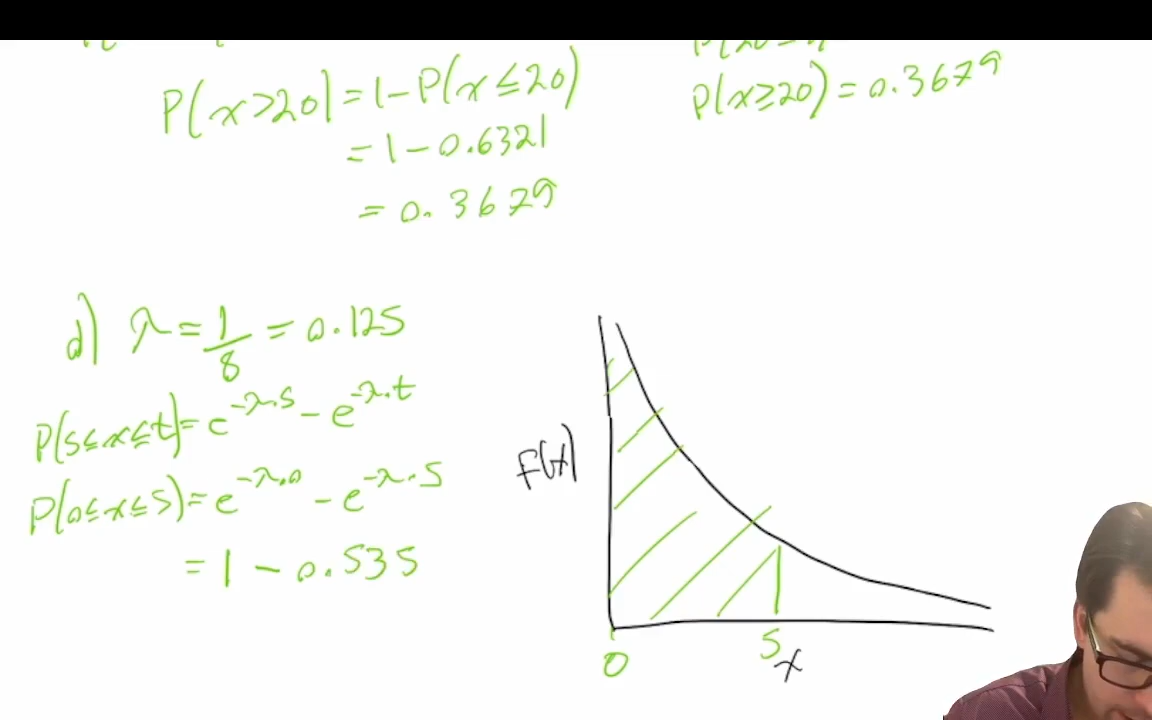 P(x>20)=1-P(x≤20)
=1-0.6321
=0.3679
P(x≥20)=0.3679
d) λ=1/8=0.125
P(s≤x≤t)=e^{-λ·s}-e^{-λ·t}
P(0≤x≤5)=e^{-λ·0}-e^{-λ·5}
=1-0.535
F(x)
0
5
x